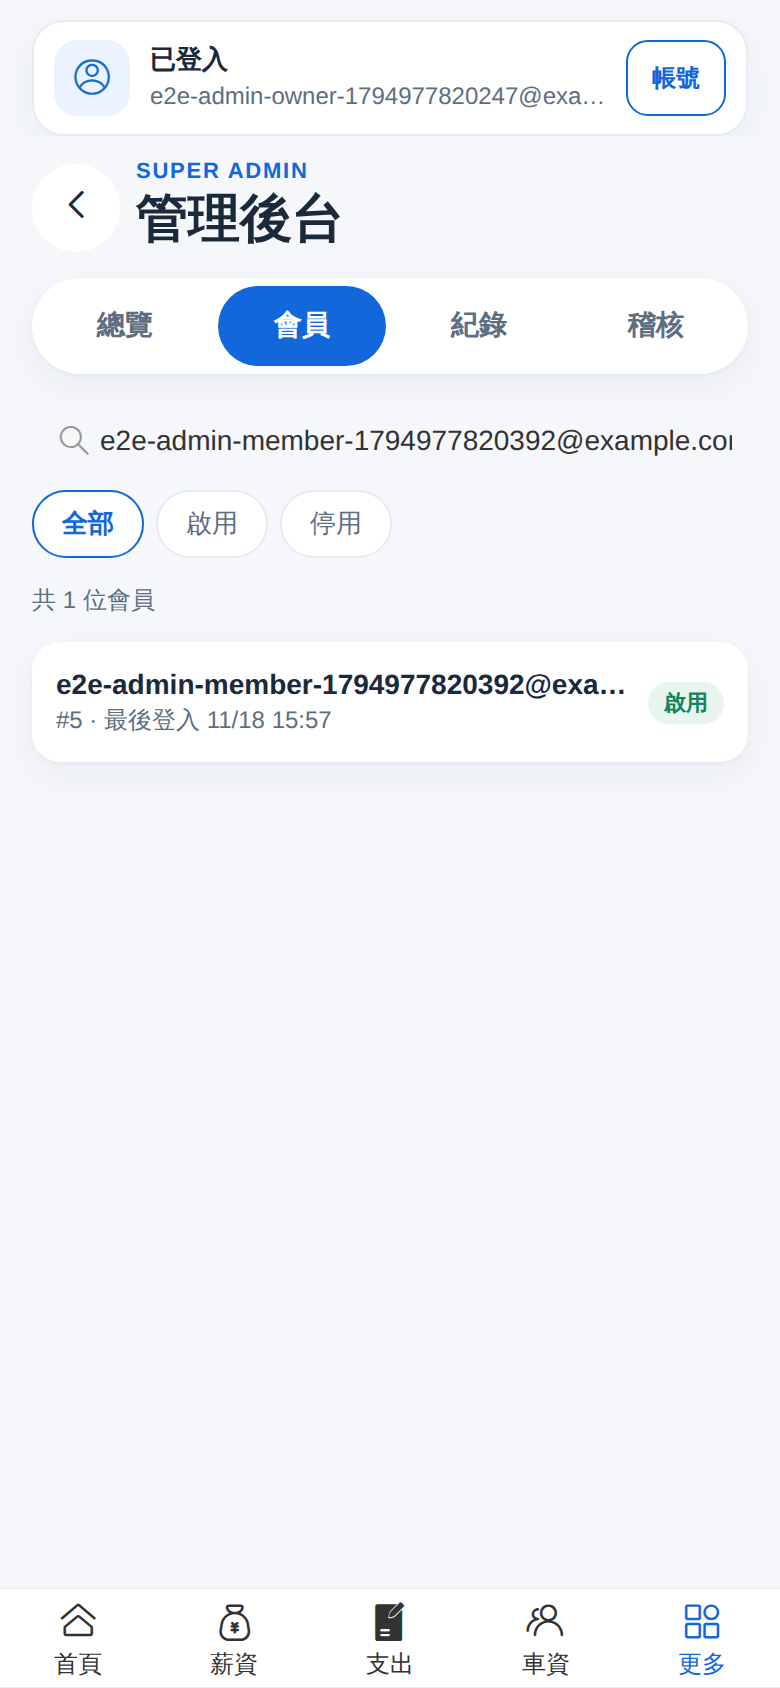 已登入
e2e-admin-owner-1794977820247@exa…
帳號
SUPER ADMIN
管理後台
總覽 會員 紀錄 稽核
e2e-admin-member-1794977820392@example.co
全部 啟用 停用
共 1 位會員
e2e-admin-member-1794977820392@exa…
啟用
#5 · 最後登入 11/18 15:57
首頁 薪資 支出 車資 更多